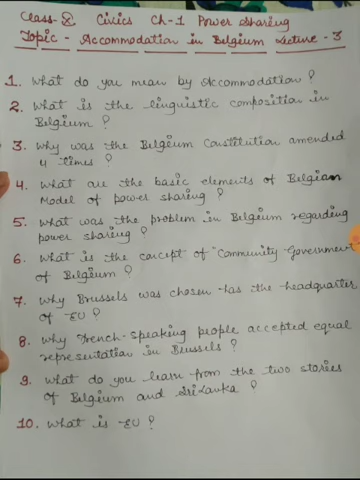 Class- 8 Civics Ch-1 Power Sharing
Topic - Accommodation in Belgium Lecture - 3
1. What do you mean by Accommodation ?
2. What is the linguistic composition in
Belgium ?
3. Why was the Belgium Constitution amended
4 times ?
4. What are the basic elements of Belgian
Model of power sharing ?
5. What was the problem in Belgium regarding
power sharing ?
6. What is the concept of "Community Government
of Belgium ?
7. Why Brussels was chosen has the headquarter
of EU ?
8. Why French-speaking people accepted equal
representation in Brussels ?
9. What do you learn from the two stories
of Belgium and SriLanka ?
10. What is EU ?